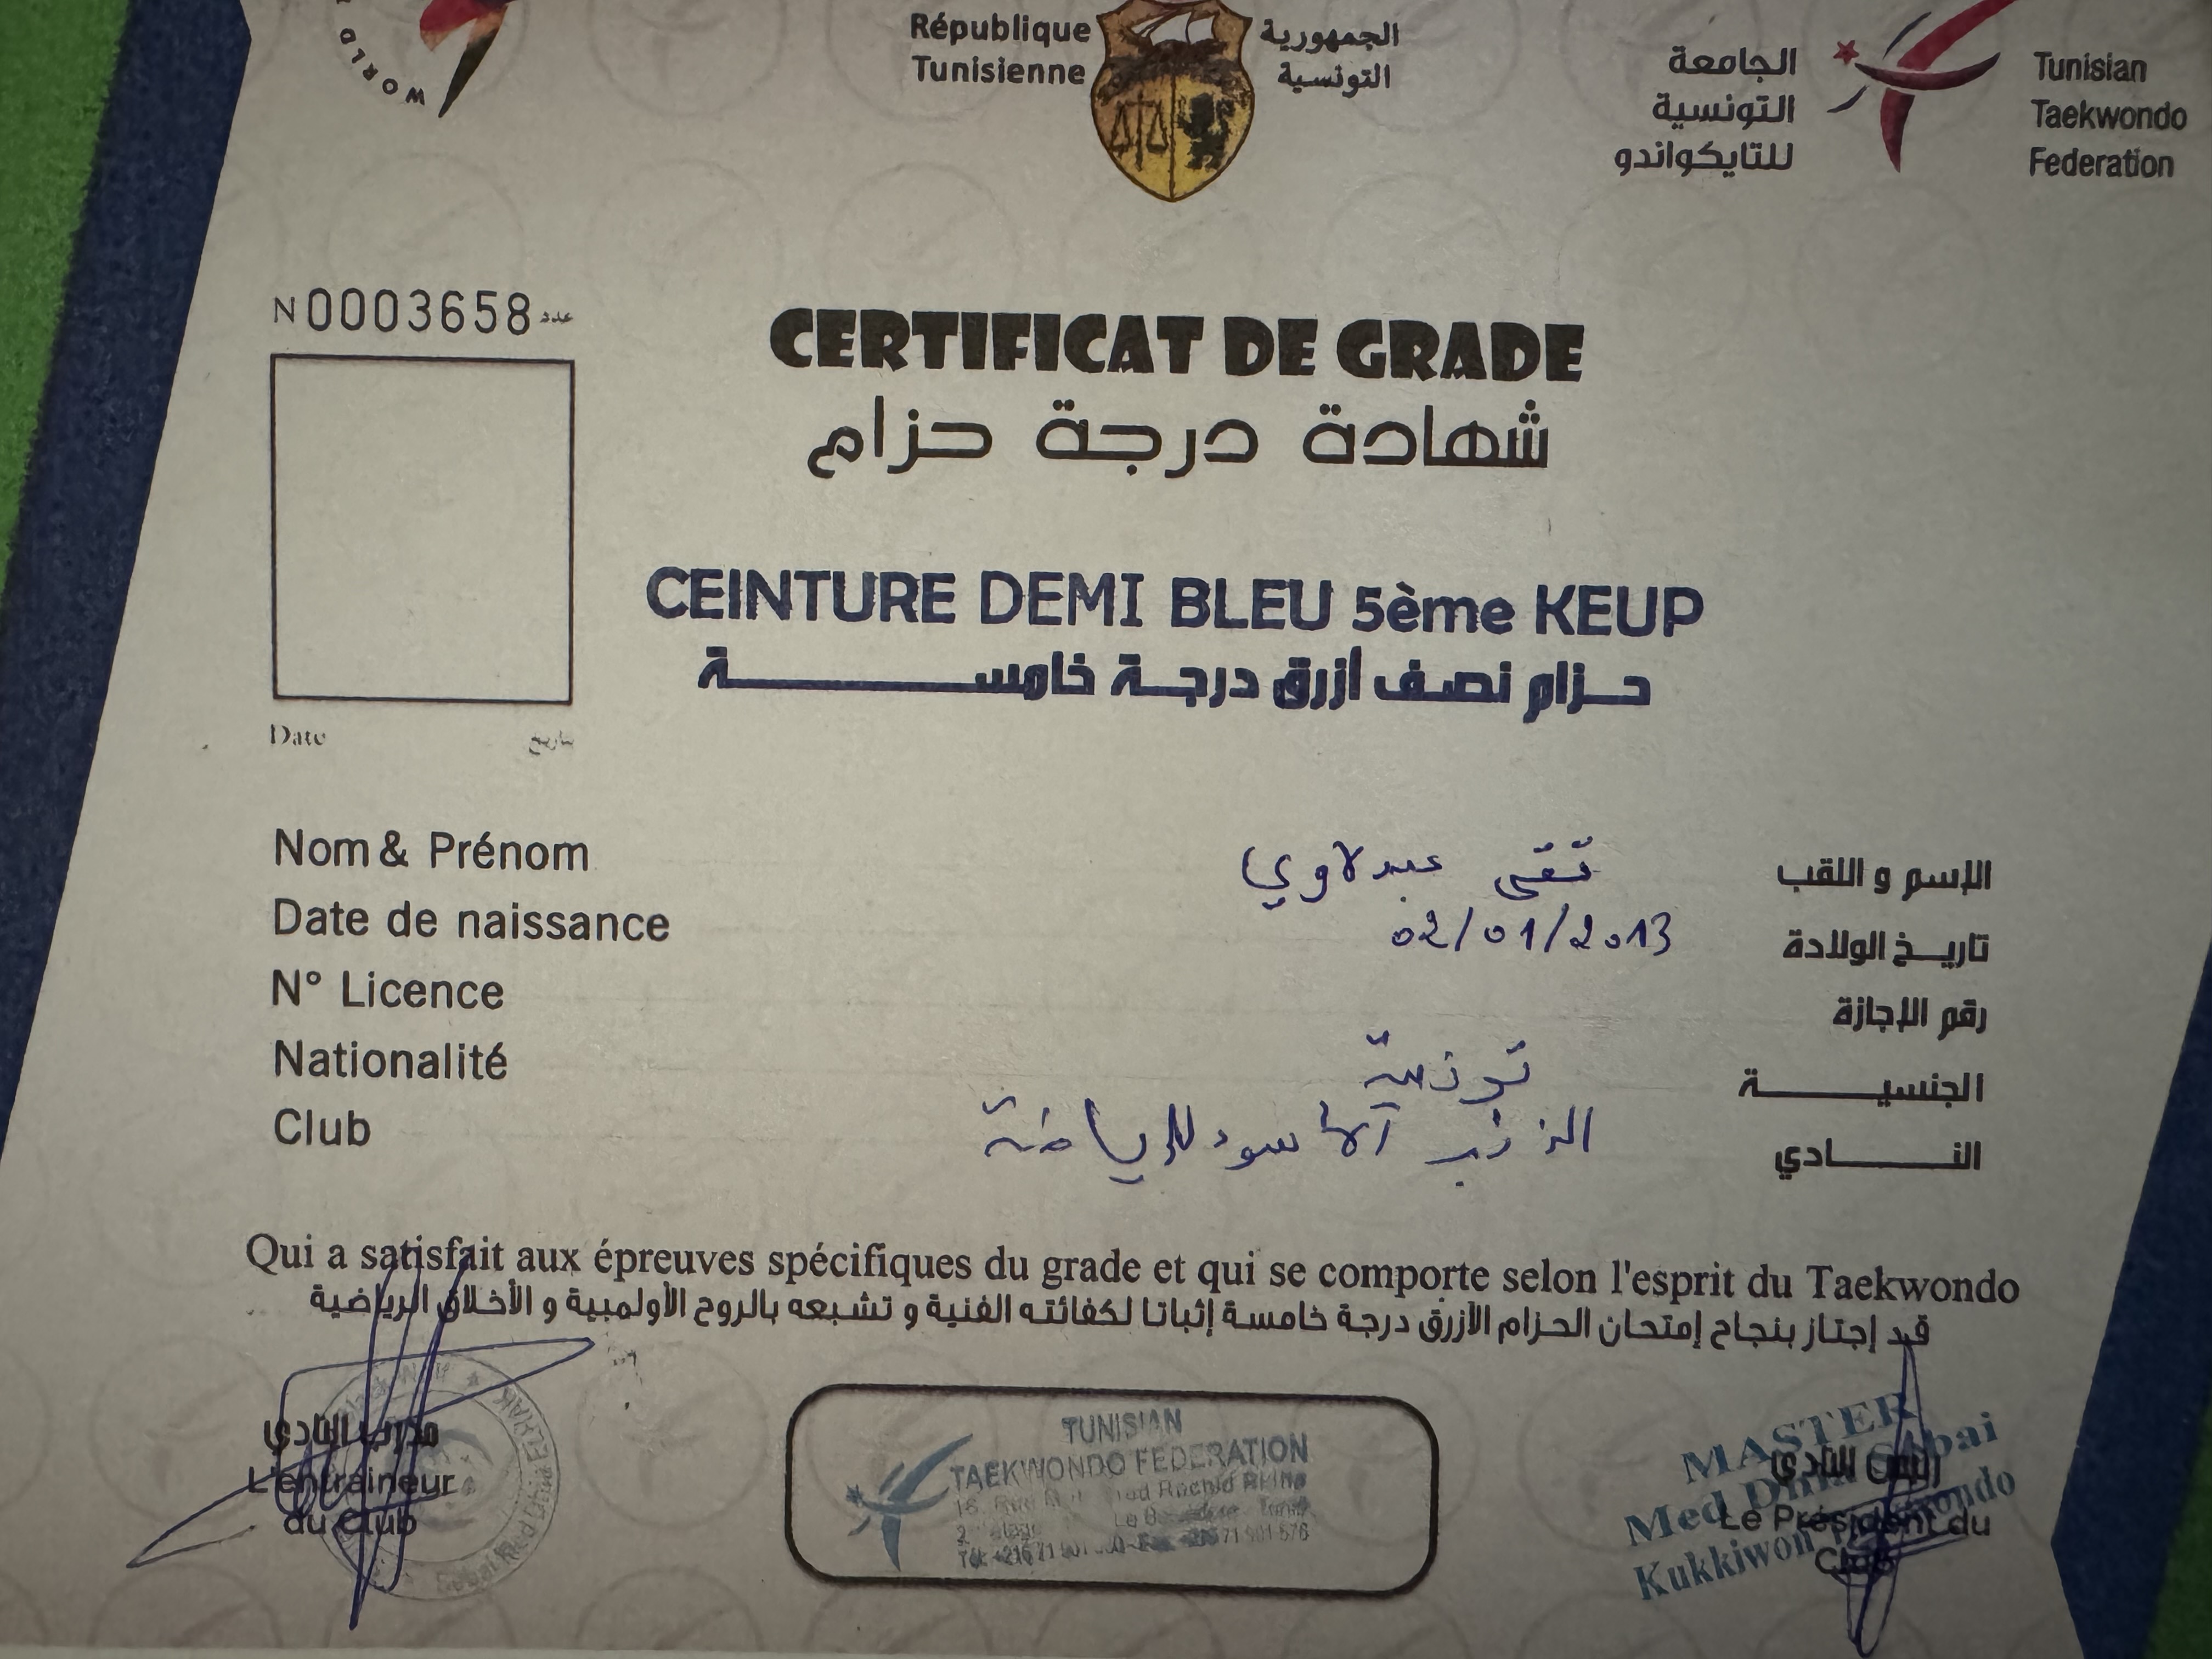 WORLD
République
Tunisienne
الجمهورية
التونسية
الجامعة
التونسية
للتايكواندو
Tunisian
Taekwondo
Federation
N 0003658 عدد
CERTIFICAT DE GRADE
شهادة درجة حزام
CEINTURE DEMI BLEU 5ème KEUP
حزام نصف أزرق درجة خامسة
Date تاريخ
Nom & Prénom تقى عبدلاوي الإسم و اللقب
Date de naissance 02/01/2013 تاريخ الولادة
N° Licence رقم الإجازة
Nationalité تونسية الجنسية
Club الاسود للرياضة النادي
Qui a satisfait aux épreuves spécifiques du grade et qui se comporte selon l'esprit du Taekwondo
قد إجتاز بنجاح إمتحان الحزام الأزرق درجة خامسة إثباتا لكفائته الفنية و تشبعه بالروح الأولمبية و الأخلاق الرياضية
مدرب النادي
L'entraineur
du Club
TUNISIAN
TAEKWONDO FEDERATION
Rachid
MASTER
Med
Kukkiwon
النادي
Le Président du
Club